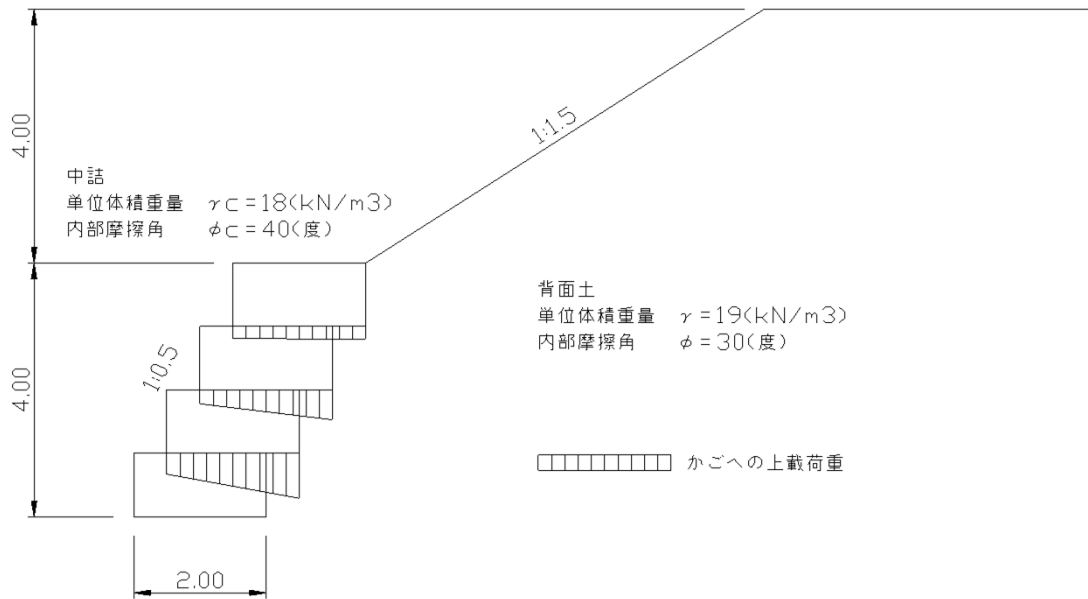 4.00
1:1.5
中詰
単位体積重量 γc=18(kN/m3)
内部摩擦角 φc=40(度)
背面土
単位体積重量 γ=19(kN/m3)
内部摩擦角 φ=30(度)
1:0.5
4.00
かごへの上載荷重
2.00